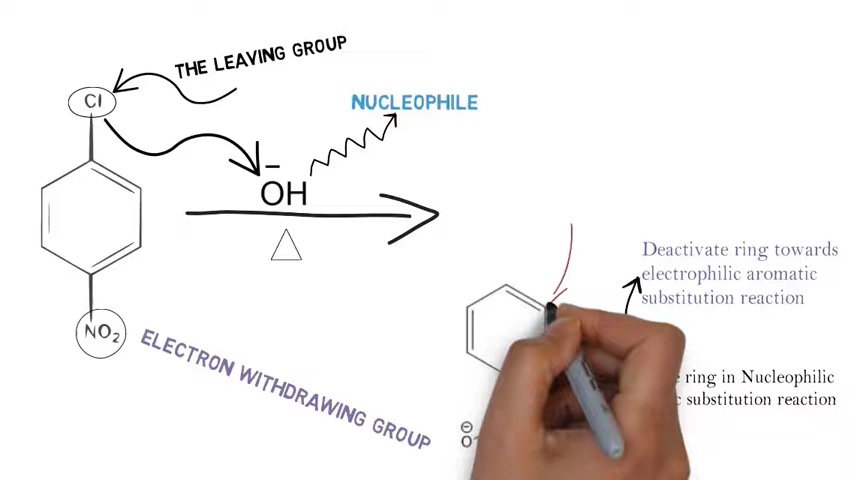 THE LEAVING GROUP
Cl
NUCLEOPHILE
OH
NO2
ELECTRON WITHDRAWING GROUP
Deactivate ring towards
electrophilic aromatic
substitution reaction
ring in Nucleophilic
substitution reaction
O